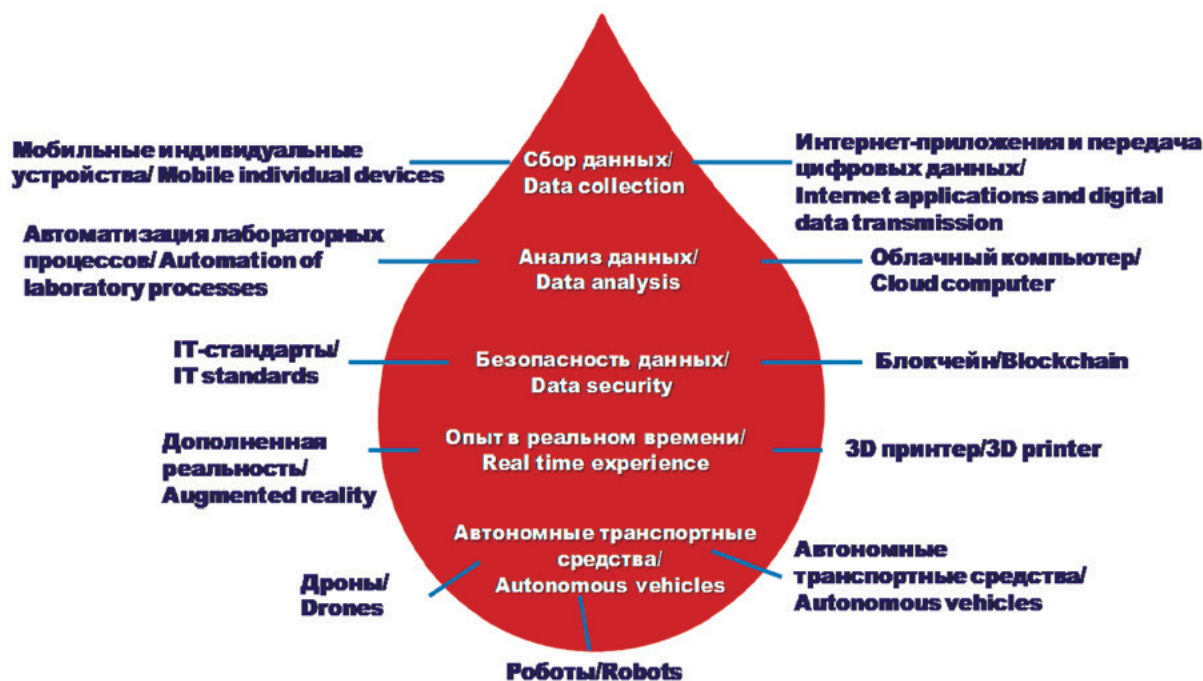 Мобильные индивидуальные
устройства/ Mobile individual devices
Сбор данных/
Data collection
Интернет-приложения и передача
цифровых данных/
Internet applications and digital
data transmission
Автоматизация лабораторных
процессов/ Automation of
laboratory processes
Анализ данных/
Data analysis
Облачный компьютер/
Cloud computer
IT-стандарты/
IT standards
Безопасность данных/
Data security
Блокчейн/Blockchain
Дополненная
реальность/
Augmented reality
Опыт в реальном времени/
Real time experience
3D принтер/3D printer
Дроны/
Drones
Автономные транспортные
средства/
Autonomous vehicles
Автономные
транспортные средства/
Autonomous vehicles
Роботы/Robots